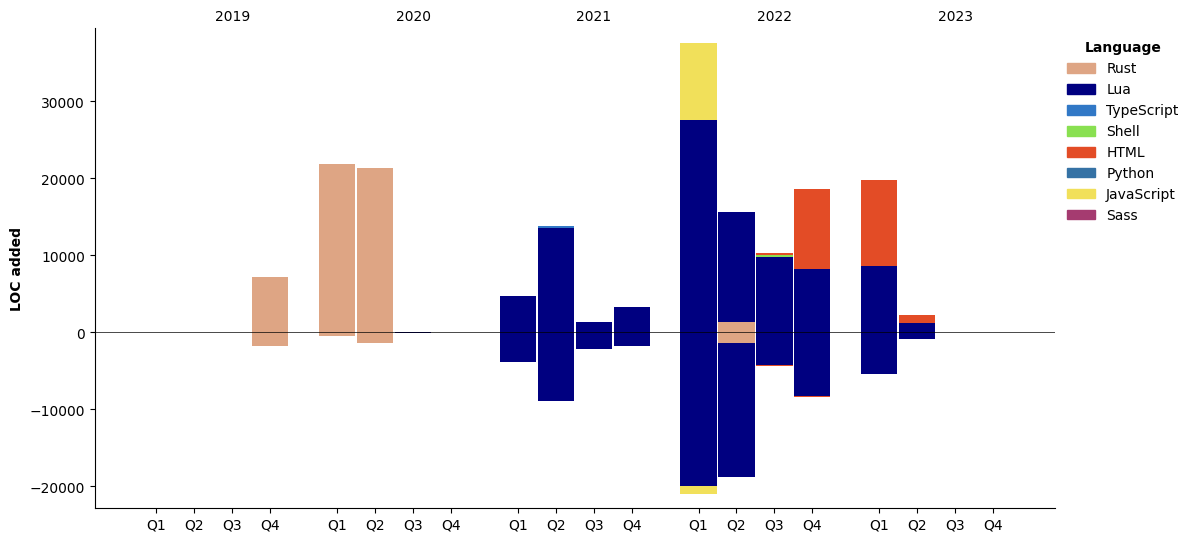 2019 2020 2021 2022 2023
Language
Rust
Lua
TypeScript
Shell
HTML
Python
JavaScript
Sass
LOC added
30000
20000
10000
0
−10000
−20000
Q1 Q2 Q3 Q4 Q1 Q2 Q3 Q4 Q1 Q2 Q3 Q4 Q1 Q2 Q3 Q4 Q1 Q2 Q3 Q4